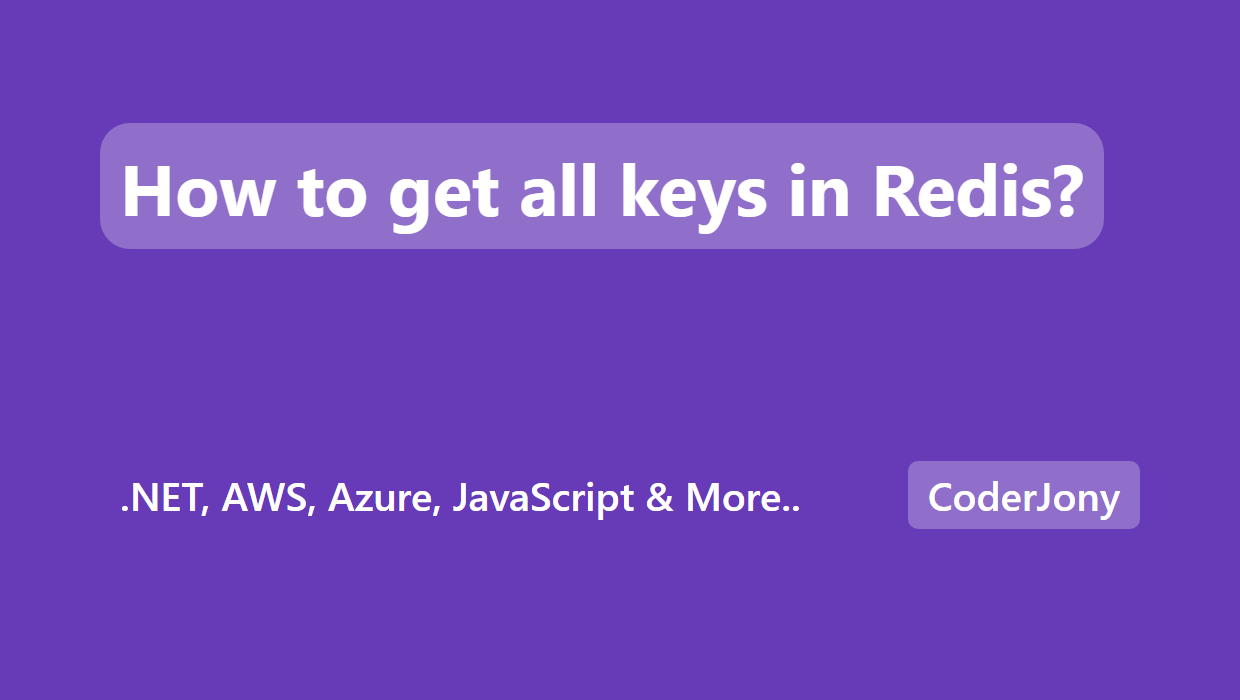 How to get all keys in Redis?
.NET, AWS, Azure, JavaScript & More..
CoderJony